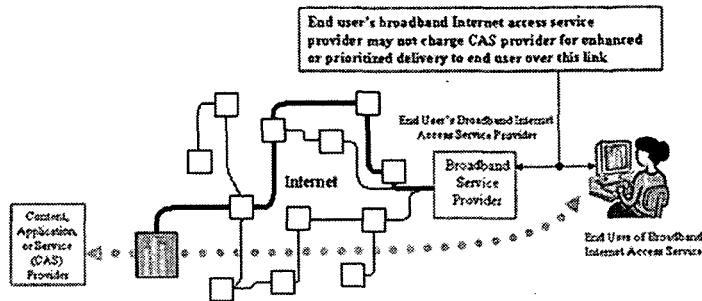 End user's broadband Internet access service
provider may not charge CAS provider for enhanced
or prioritized delivery to end user over this link
End User's Broadband Internet
Access Service Provider
Internet
Broadband
Service
Provider
Content,
Application,
or Service
(CAS)
Provider
End User of Broadband
Internet Access Service